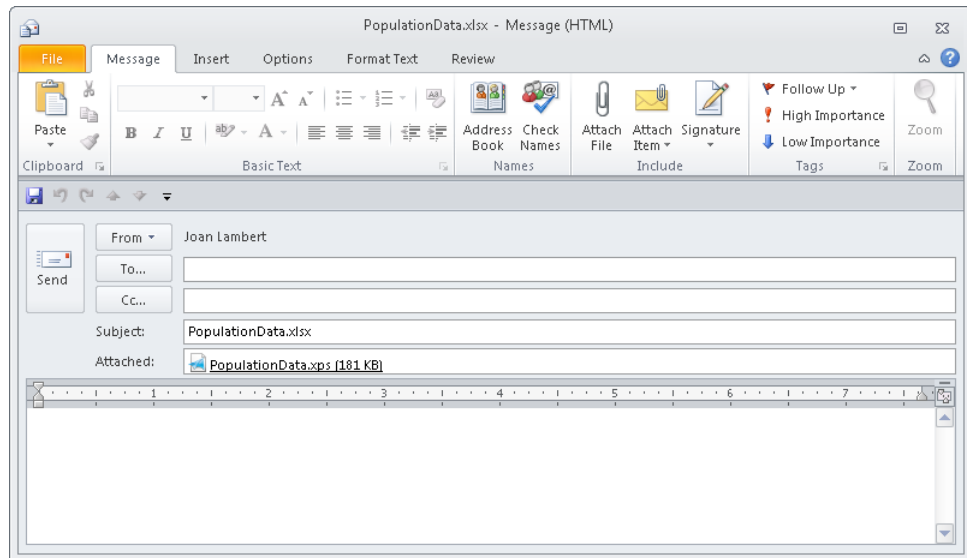 PopulationData.xlsx - Message (HTML)
File Message Insert Options Format Text Review
Paste
B I U ab A
A A
AB
Address Book
Check Names
Attach File
Attach Item
Signature
Follow Up
High Importance
Low Importance
Zoom
Clipboard Basic Text Names Include Tags Zoom
Send
From Joan Lambert
To...
Cc...
Subject: PopulationData.xlsx
Attached: PopulationData.xps (181 KB)
1 2 3 4 5 6 7